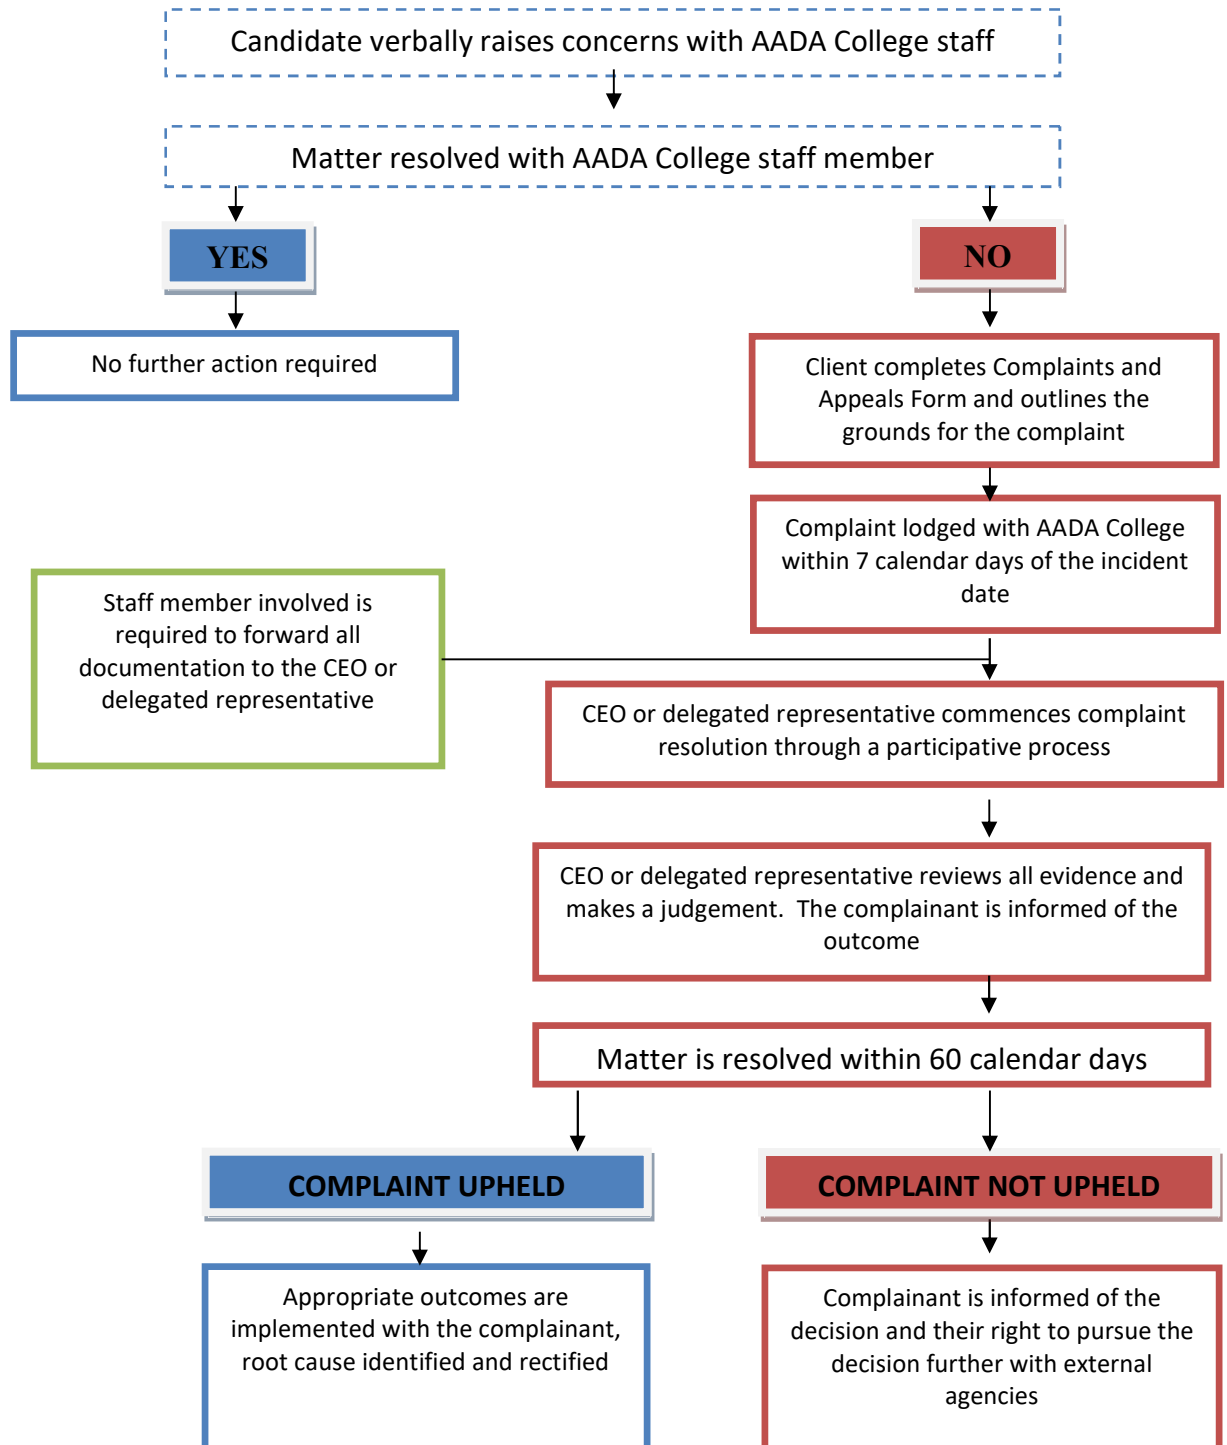 Candidate verbally raises concerns with AADA College staff
Matter resolved with AADA College staff member
YES
NO
No further action required
Client completes Complaints and
Appeals Form and outlines the
grounds for the complaint
Complaint lodged with AADA College
within 7 calendar days of the incident
date
Staff member involved is
required to forward all
documentation to the CEO or
delegated representative
CEO or delegated representative commences complaint
resolution through a participative process
CEO or delegated representative reviews all evidence and
makes a judgement. The complainant is informed of the
outcome
Matter is resolved within 60 calendar days
COMPLAINT UPHELD
COMPLAINT NOT UPHELD
Appropriate outcomes are
implemented with the complainant,
root cause identified and rectified
Complainant is informed of the
decision and their right to pursue the
decision further with external
agencies